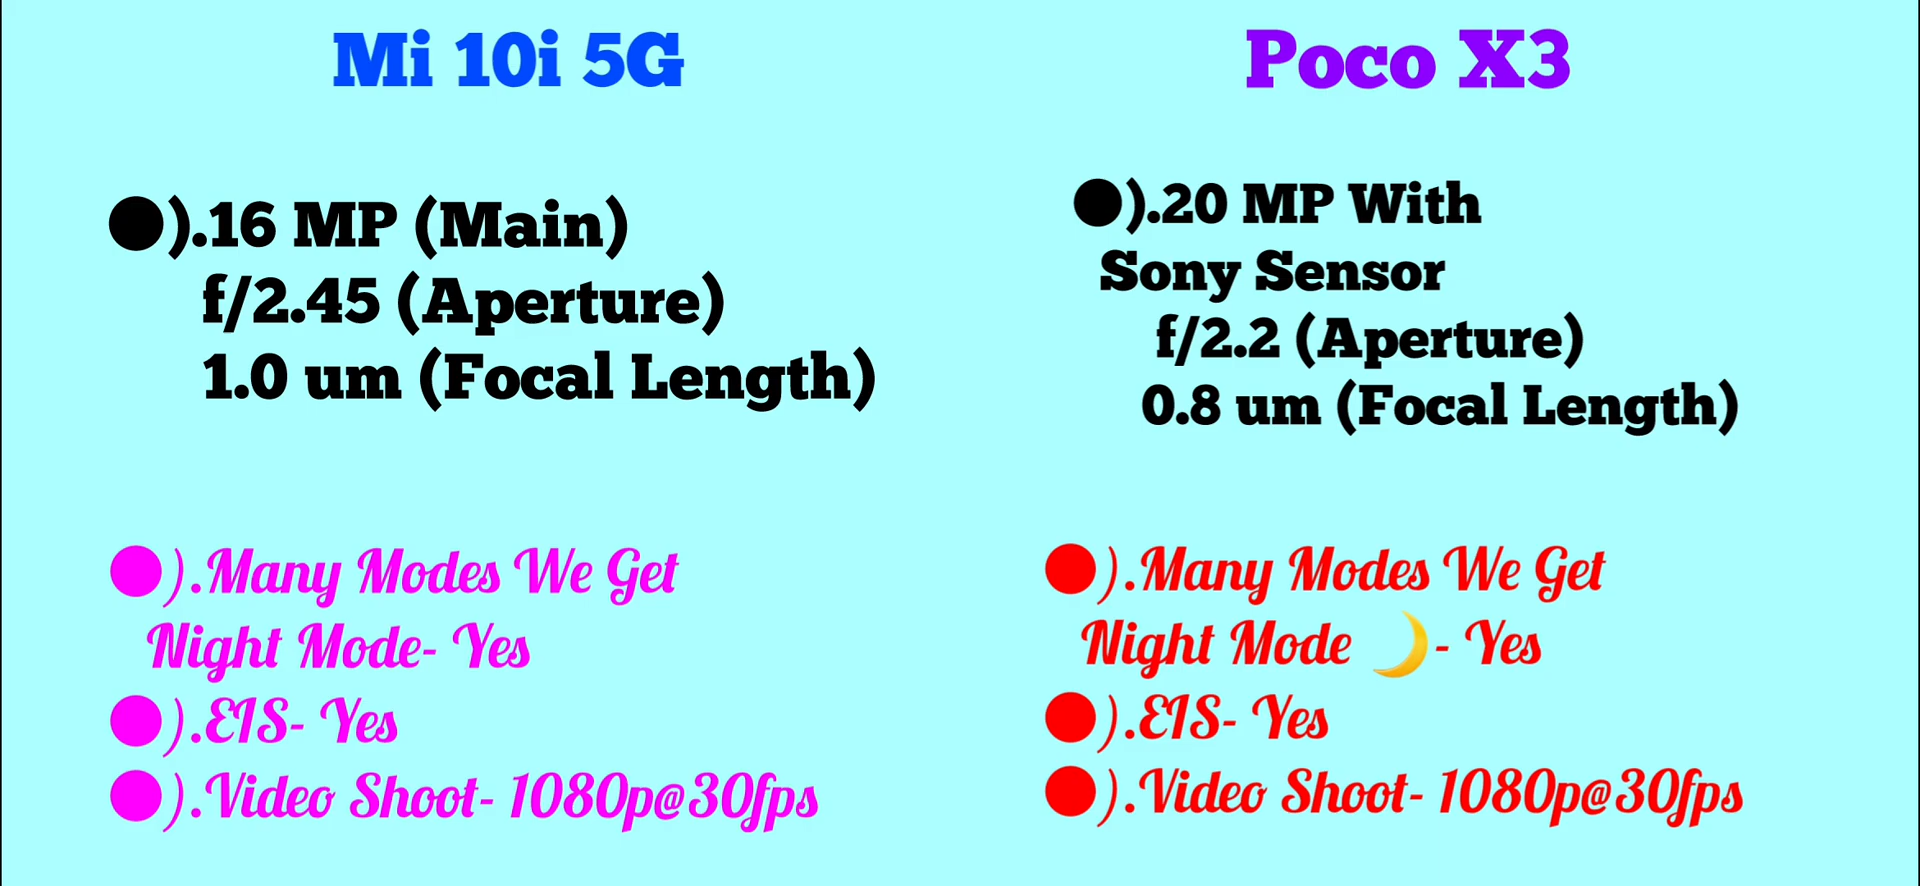 Mi 10i 5G
●).16 MP (Main)
f/2.45 (Aperture)
1.0 um (Focal Length)
●).Many Modes We Get
Night Mode- Yes
●).EIS- Yes
●).Video Shoot- 1080p@30fps
Poco X3
●).20 MP With
Sony Sensor
f/2.2 (Aperture)
0.8 um (Focal Length)
●).Many Modes We Get
Night Mode 🌙- Yes
●).EIS- Yes
●).Video Shoot- 1080p@30fps